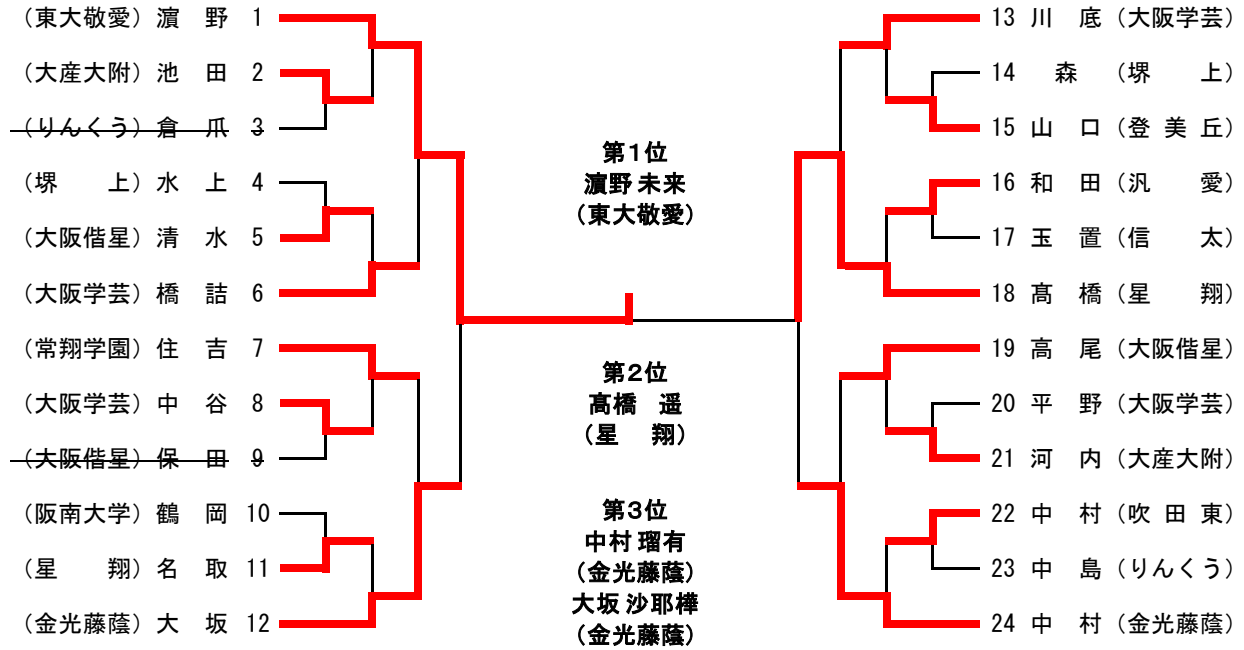 (東大敬愛) 濵 野 1
(大産大附) 池 田 2
(りんくう) 倉 爪 3
(堺 上) 水 上 4
(大阪偕星) 清 水 5
(大阪学芸) 橋 詰 6
(常翔学園) 住 吉 7
(大阪学芸) 中 谷 8
(大阪偕星) 保 田 9
(阪南大学) 鶴 岡 10
(星 翔) 名 取 11
(金光藤蔭) 大 坂 12
第1位
濵野 未来
(東大敬愛)
第2位
髙橋 遥
(星 翔)
第3位
中村 瑠有
(金光藤蔭)
大坂 沙耶樺
(金光藤蔭)
13 川 底 (大阪学芸)
14 森 (堺 上)
15 山 口 (登 美 丘)
16 和 田 (汎 愛)
17 玉 置 (信 太)
18 髙 橋 (星 翔)
19 高 尾 (大阪偕星)
20 平 野 (大阪学芸)
21 河 内 (大産大附)
22 中 村 (吹 田 東)
23 中 島 (りんくう)
24 中 村 (金光藤蔭)